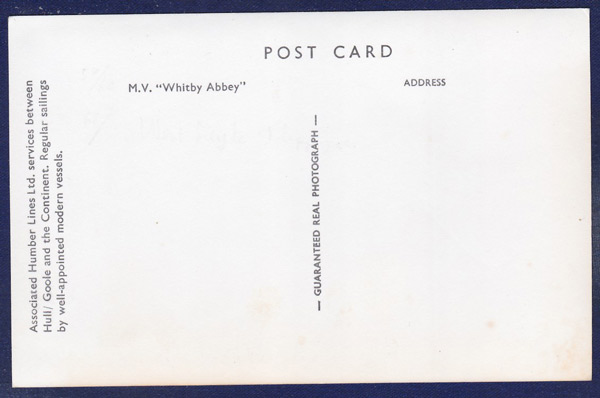 POST CARD
M.V. "Whitby Abbey"
ADDRESS
Associated Humber Lines Ltd. services between
Hull/ Goole and the Continent. Regular sailings
by well-appointed modern vessels.
— GUARANTEED REAL PHOTOGRAPH —